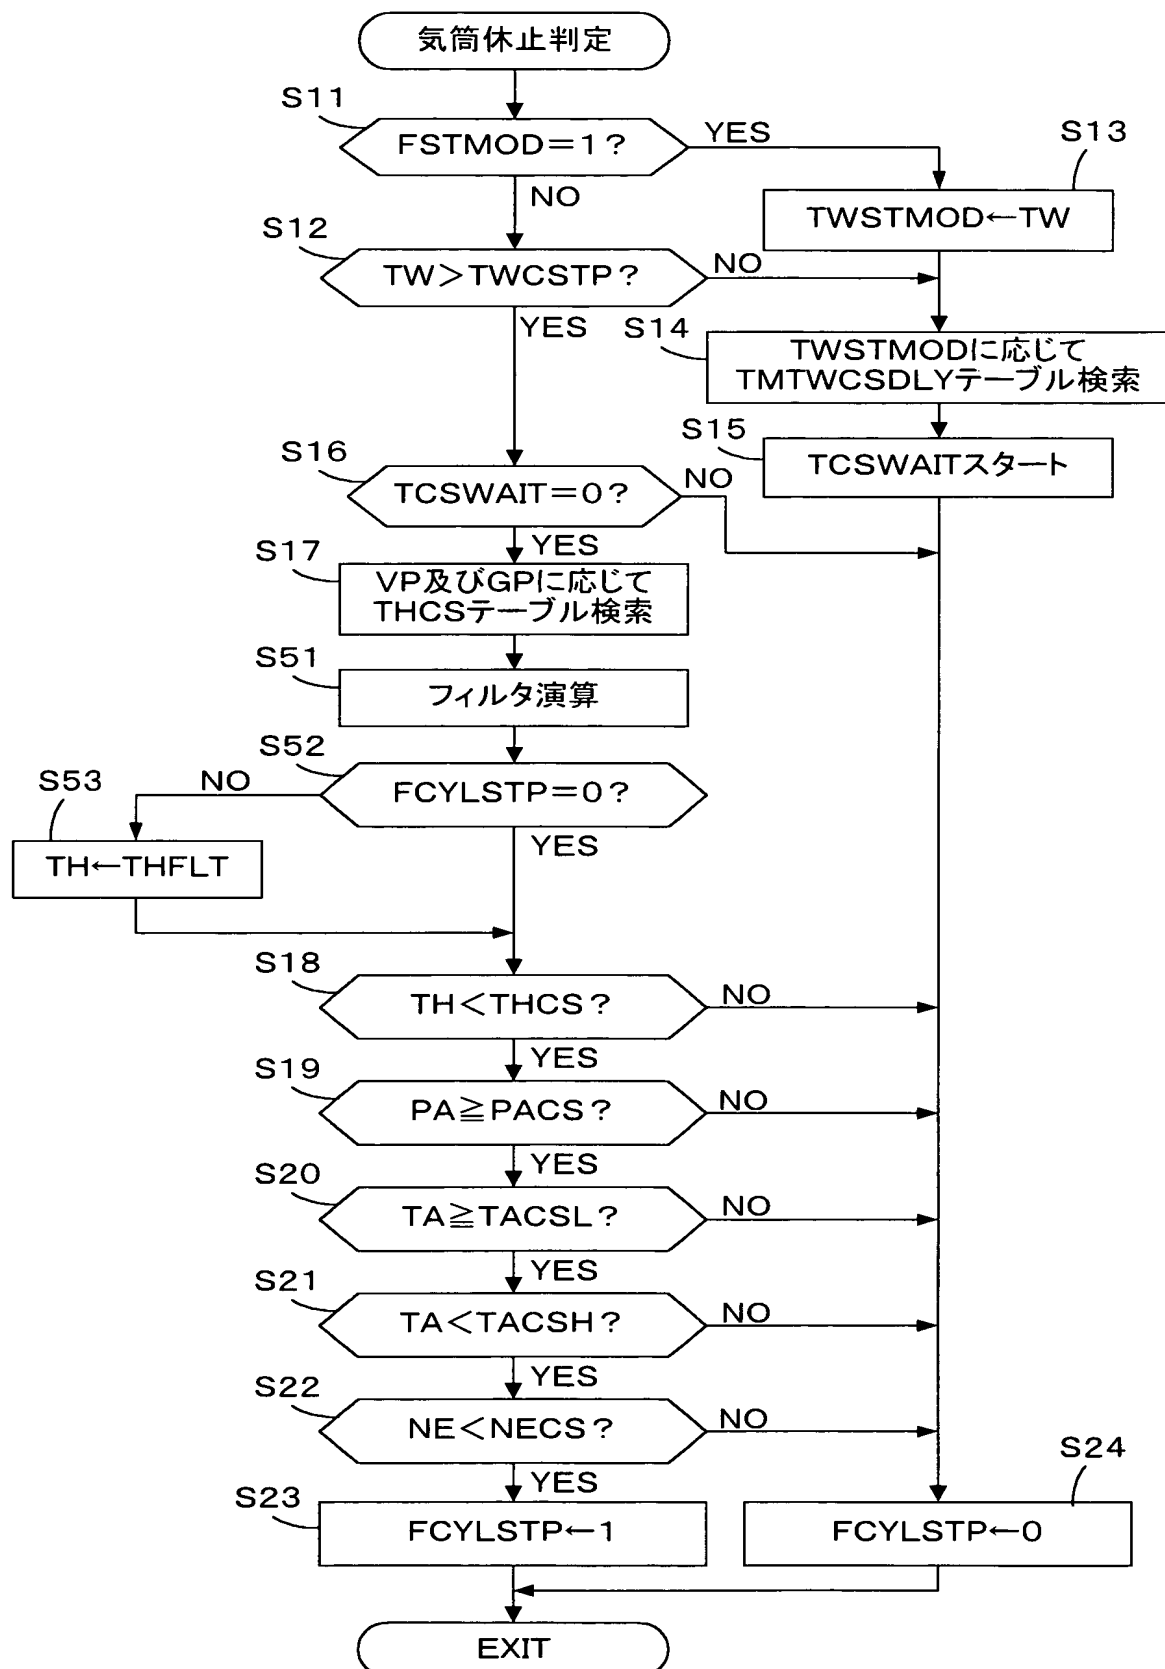 気筒休止判定
S11
FSTMOD=1?
YES
S13
NO
TWSTMOD←TW
S12
TW>TWCSTP?
NO
YES
S14
TWSTMODに応じて
TMTWCSDLYテーブル検索
S15
TCSWAITスタート
S16
TCSWAIT=0?
NO
YES
S17
VP及びGPに応じて
THCSテーブル検索
S51
フィルタ演算
S52
FCYLSTP=0?
NO
S53
YES
TH←THFLT
S18
TH<THCS?
NO
YES
S19
PA≧PACS?
NO
YES
S20
TA≧TACSL?
NO
YES
S21
TA<TACSH?
NO
YES
S22
NE<NECS?
NO
YES
S24
S23
FCYLSTP←1
FCYLSTP←0
EXIT